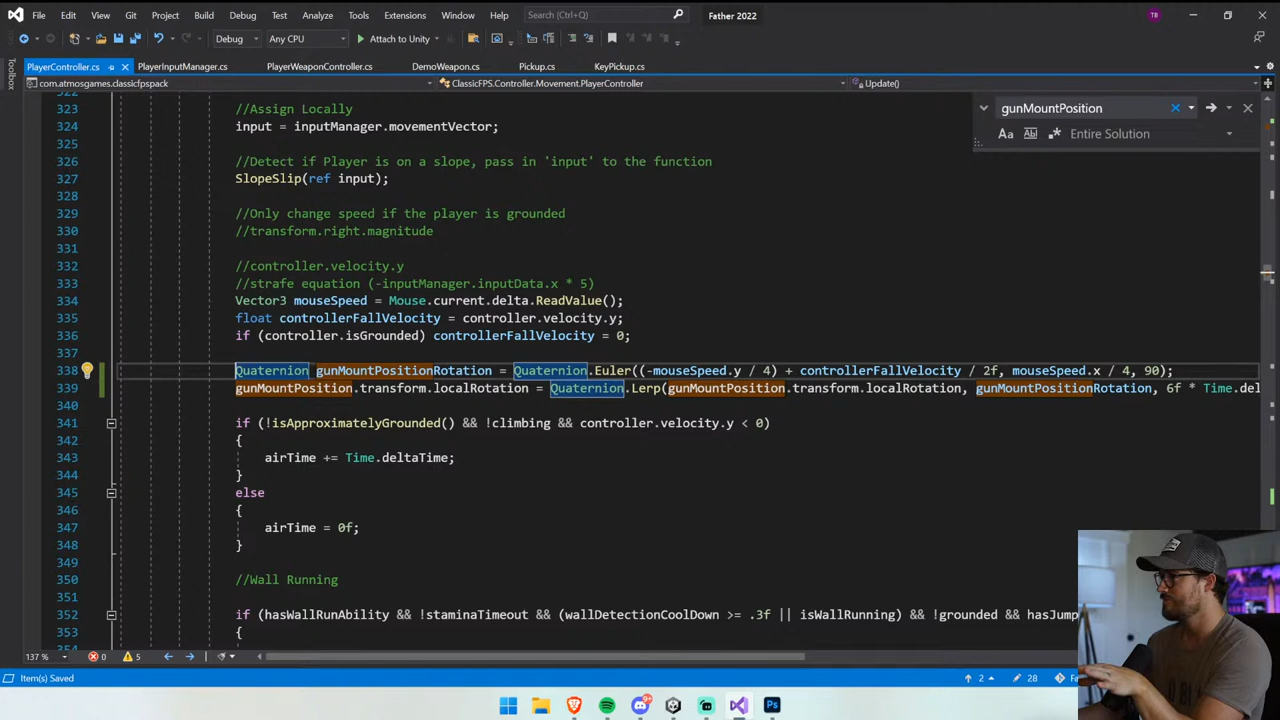 File Edit View Git Project Build Debug Test Analyze Tools Extensions Window Help Search (Ctrl+Q) Father 2022 TB
Debug Any CPU Attach to Unity
PlayerController.cs PlayerInputManager.cs PlayerWeaponController.cs DemoWeapon.cs Pickup.cs KeyPickup.cs
Toolbox
com.atmosgames.classicfpspack ClassicFPS.Controller.Movement.PlayerController Update()
gunMountPosition
Aa Entire Solution
322
323 //Assign Locally
324 input = inputManager.movementVector;
325
326 //Detect if Player is on a slope, pass in 'input' to the function
327 SlopeSlip(ref input);
328
329 //Only change speed if the player is grounded
330 //transform.right.magnitude
331
332 //controller.velocity.y
333 //strafe equation (-inputManager.inputData.x * 5)
334 Vector3 mouseSpeed = Mouse.current.delta.ReadValue();
335 float controllerFallVelocity = controller.velocity.y;
336 if (controller.isGrounded) controllerFallVelocity = 0;
337
338 Quaternion gunMountPositionRotation = Quaternion.Euler((-mouseSpeed.y / 4) + controllerFallVelocity / 2f, mouseSpeed.x / 4, 90);
339 gunMountPosition.transform.localRotation = Quaternion.Lerp(gunMountPosition.transform.localRotation, gunMountPositionRotation, 6f * Time.del
340
341 if (!isApproximatelyGrounded() && !climbing && controller.velocity.y < 0)
342 {
343 airTime += Time.deltaTime;
344 }
345 else
346 {
347 airTime = 0f;
348 }
349
350 //Wall Running
351
352 if (hasWallRunAbility && !staminaTimeout && (wallDetectionCoolDown >= .3f || isWallRunning) && !grounded && hasJump
353 {
137 % 0 5
Item(s) Saved 2 28 Fa